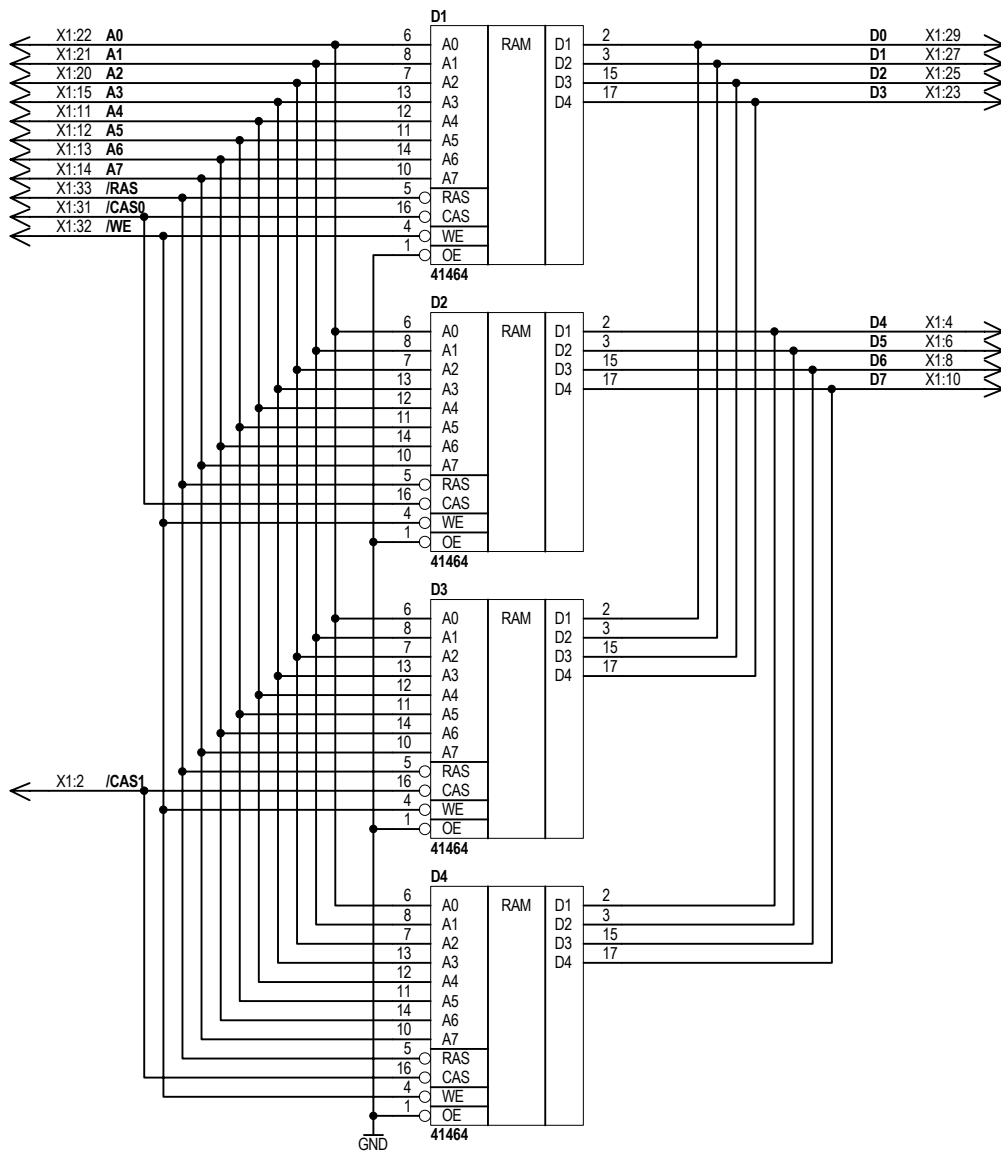 D1
X1:22 A0 6 A0 RAM D1 2 D0 X1:29
X1:21 A1 8 A1 D2 3 D1 X1:27
X1:20 A2 7 A2 D3 15 D2 X1:25
X1:15 A3 13 A3 D4 17 D3 X1:23
X1:11 A4 12 A4
X1:12 A5 11 A5
X1:13 A6 14 A6
X1:14 A7 10 A7
X1:33 /RAS 5 RAS
X1:31 /CAS0 16 CAS
X1:32 /WE 4 WE
1 OE
41464
D2
6 A0 RAM D1 2 D4 X1:4
8 A1 D2 3 D5 X1:6
7 A2 D3 15 D6 X1:8
13 A3 D4 17 D7 X1:10
12 A4
11 A5
14 A6
10 A7
5 RAS
16 CAS
4 WE
1 OE
41464
D3
6 A0 RAM D1 2
8 A1 D2 3
7 A2 D3 15
13 A3 D4 17
12 A4
11 A5
14 A6
10 A7
5 RAS
X1:2 /CAS1 16 CAS
4 WE
1 OE
41464
D4
6 A0 RAM D1 2
8 A1 D2 3
7 A2 D3 15
13 A3 D4 17
12 A4
11 A5
14 A6
10 A7
5 RAS
16 CAS
4 WE
1 OE
41464
GND